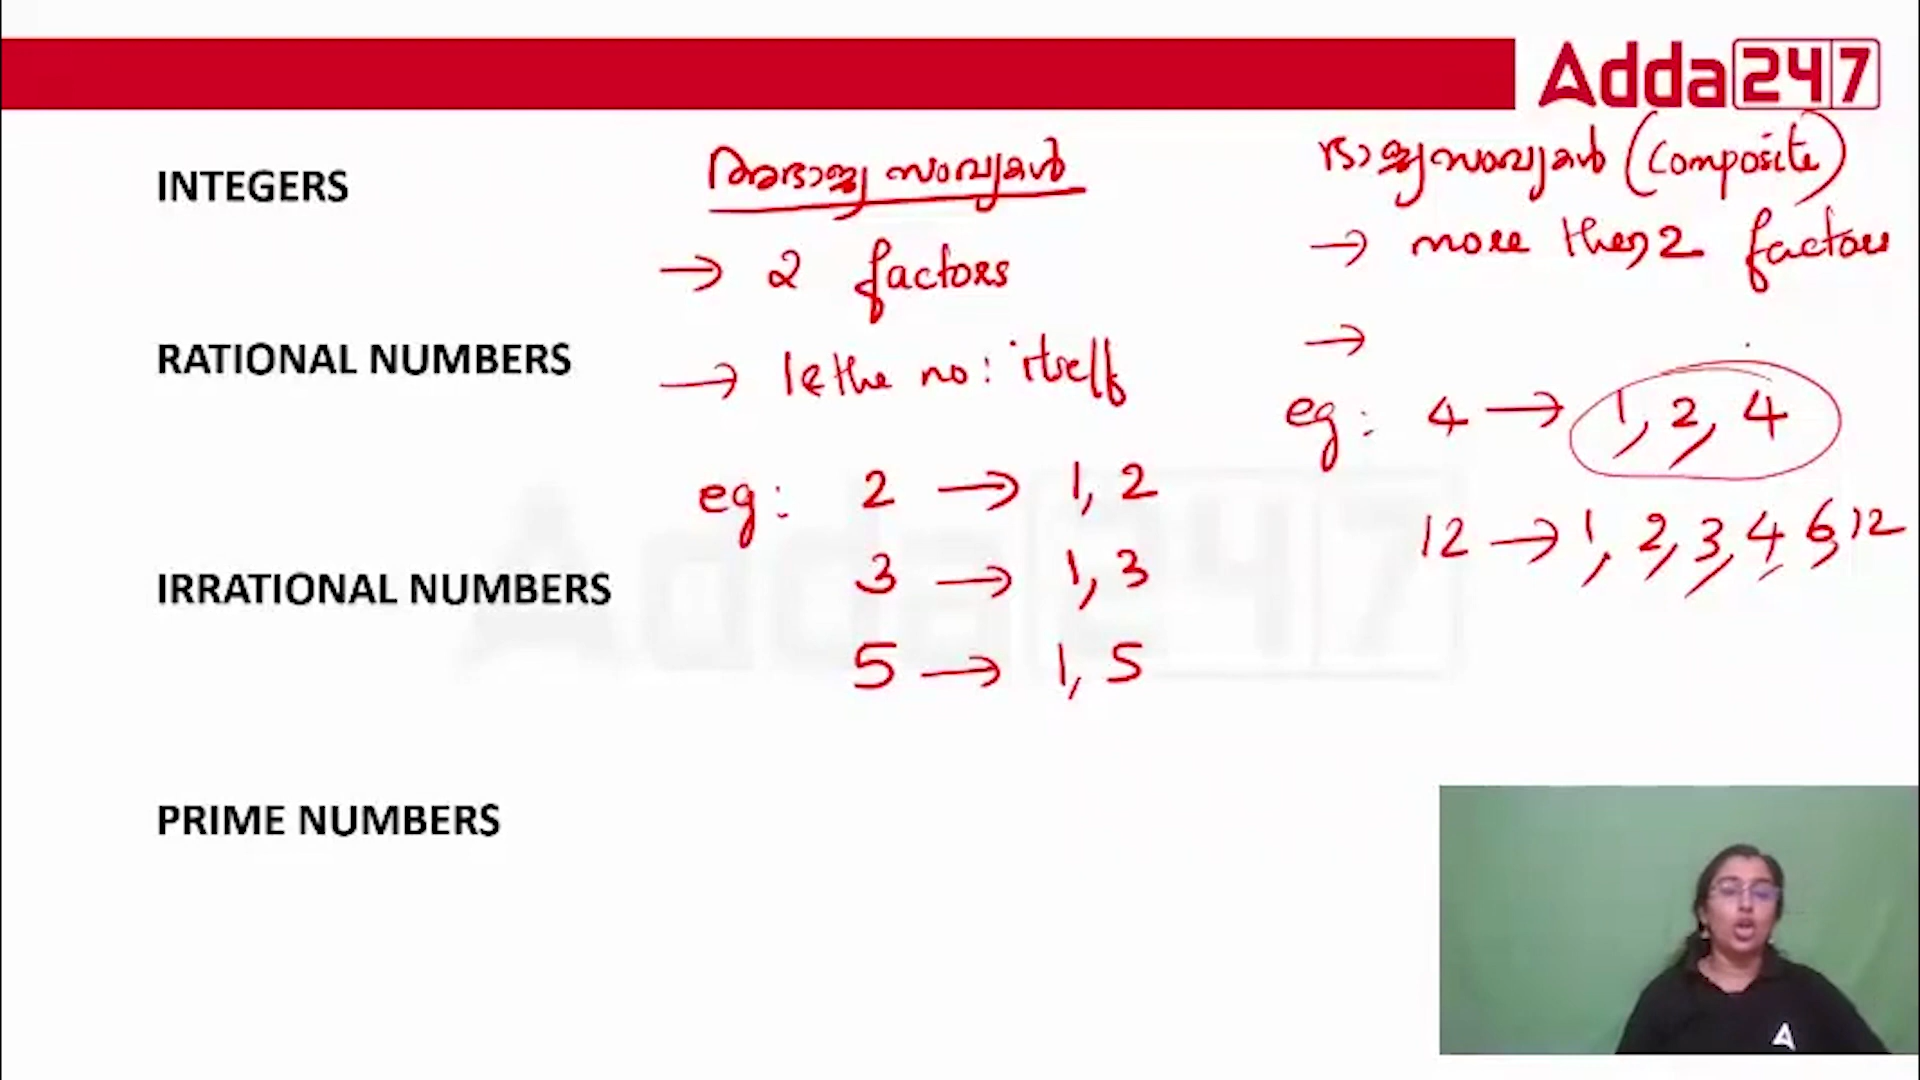 Adda247
INTEGERS
RATIONAL NUMBERS
IRRATIONAL NUMBERS
PRIME NUMBERS
അഭാജ്യ സംഖ്യകൾ
→ 2 factors
→ 1 & the no: itself
eg: 2 → 1, 2
3 → 1, 3
5 → 1, 5
ഭാജ്യസംഖ്യകൾ (composite)
→ more than 2 factors
→
eg: 4 → 1, 2, 4
12 → 1, 2, 3, 4, 6, 12
Adda247